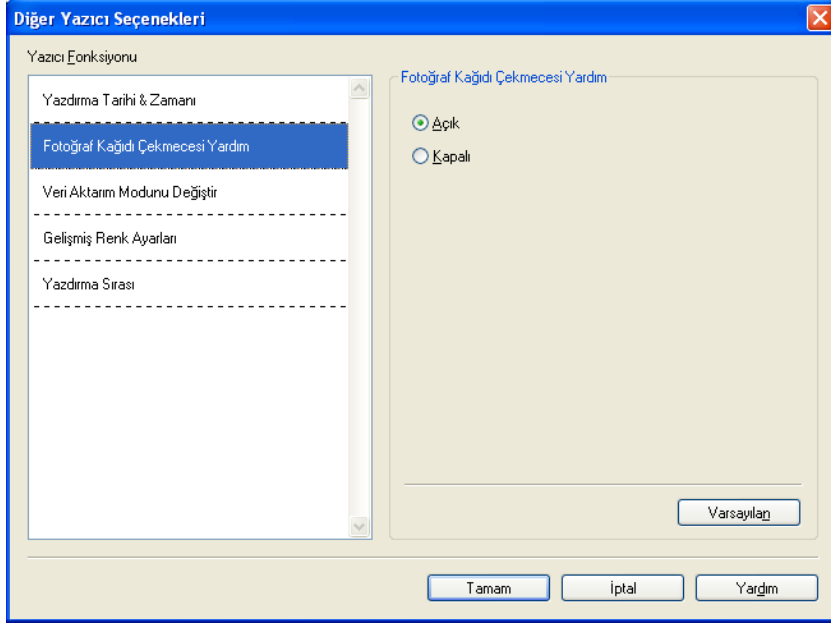 Diğer Yazıcı Seçenekleri
Yazıcı Fonksiyonu
Yazdırma Tarihi & Zamanı
Fotoğraf Kağıdı Çekmecesi Yardım
Veri Aktarım Modunu Değiştir
Gelişmiş Renk Ayarları
Yazdırma Sırası
Fotoğraf Kağıdı Çekmecesi Yardım
Açık
Kapalı
Varsayılan
Tamam
İptal
Yardım